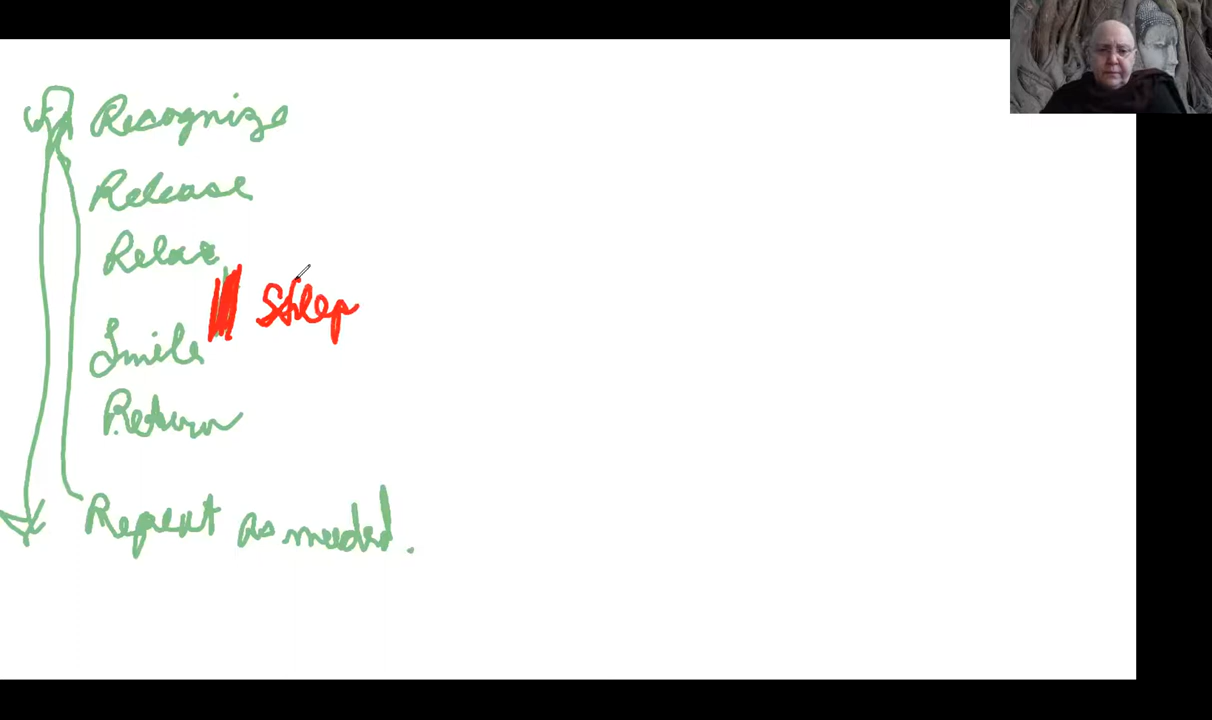 Recognize
Release
Relax
Step
Smile
Return
Repeat as needed.